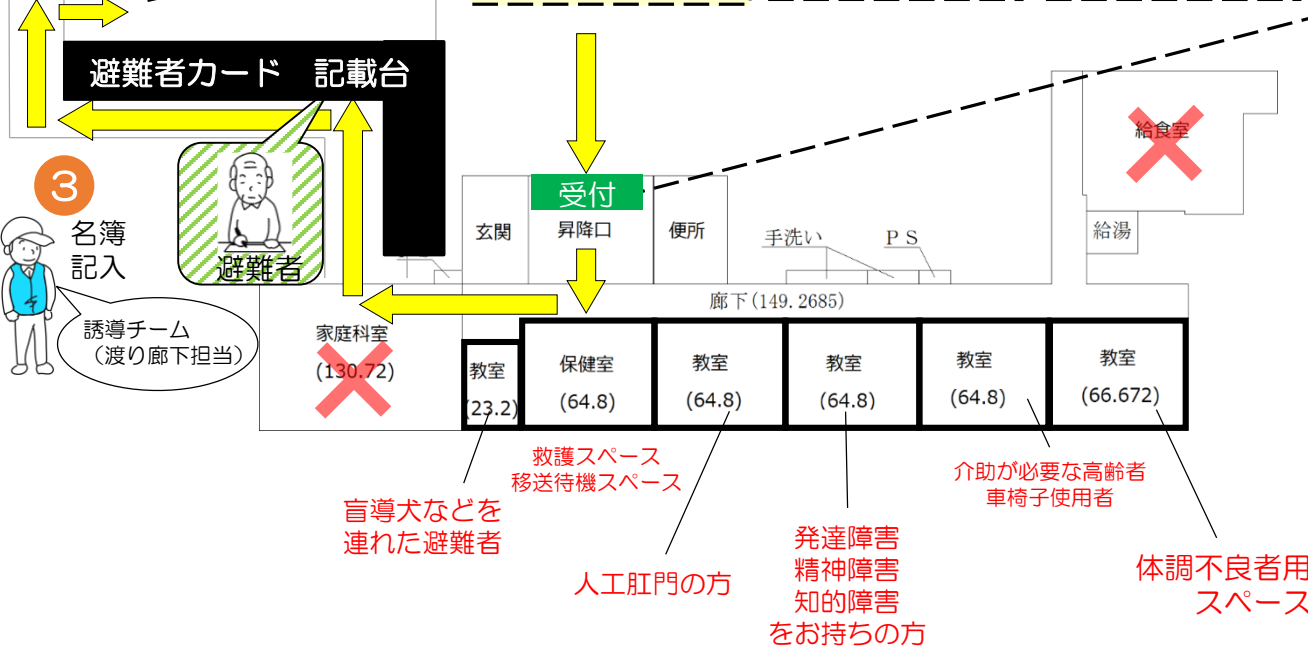 避難者カード 記載台
3
名簿
記入
避難者
誘導チーム
（渡り廊下担当）
受付
玄関
昇降口
便所
手洗い
ＰＳ
給食室
給湯
廊下(149.2685)
家庭科室
(130.72)
教室
(23.2)
保健室
(64.8)
教室
(64.8)
教室
(64.8)
教室
(64.8)
教室
(66.672)
盲導犬などを
連れた避難者
救護スペース
移送待機スペース
人工肛門の方
発達障害
精神障害
知的障害
をお持ちの方
介助が必要な高齢者
車椅子使用者
体調不良者用
スペース